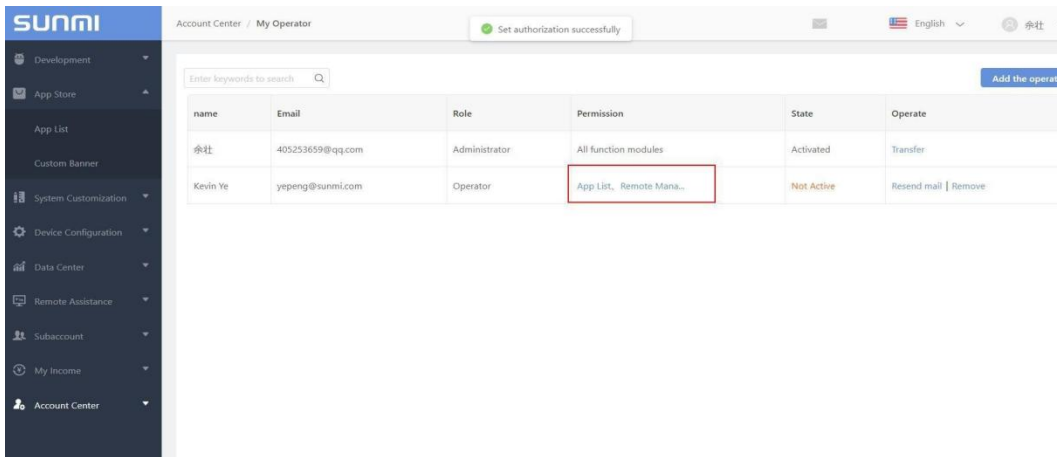 SUNMI
Account Center / My Operator
Set authorization successfully
English
余壮
Development
App Store
App List
Custom Banner
System Customization
Device Configuration
Data Center
Remote Assistance
Subaccount
My Income
Account Center
Enter keywords to search
Add the operat
name Email Role Permission State Operate
余壮 405253659@qq.com Administrator All function modules Activated Transfer
Kevin Ye yepeng@sunmi.com Operator App List、Remote Mana... Not Active Resend mail | Remove